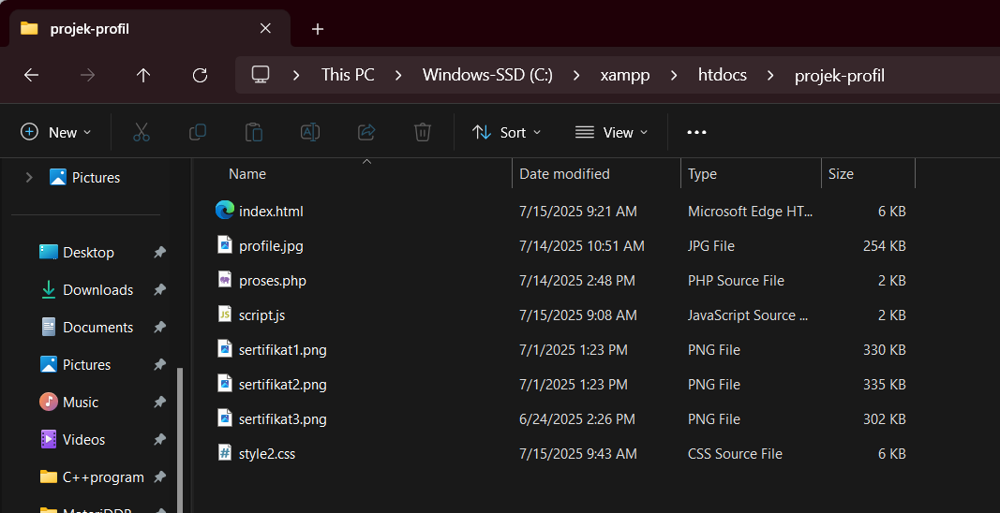 projek-profil
This PC > Windows-SSD (C:) > xampp > htdocs > projek-profil
New Sort View
Pictures
Desktop
Downloads
Documents
Pictures
Music
Videos
C++program
Name Date modified Type Size
index.html 7/15/2025 9:21 AM Microsoft Edge HT... 6 KB
profile.jpg 7/14/2025 10:51 AM JPG File 254 KB
proses.php 7/14/2025 2:48 PM PHP Source File 2 KB
script.js 7/15/2025 9:08 AM JavaScript Source ... 2 KB
sertifikat1.png 7/1/2025 1:23 PM PNG File 330 KB
sertifikat2.png 7/1/2025 1:23 PM PNG File 335 KB
sertifikat3.png 6/24/2025 2:26 PM PNG File 302 KB
style2.css 7/15/2025 9:43 AM CSS Source File 6 KB